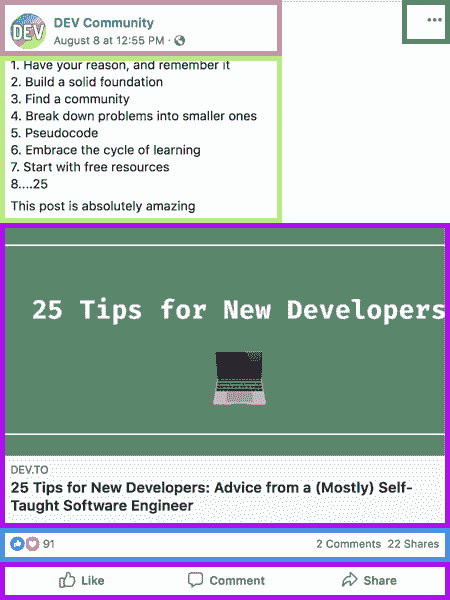 DEV
DEV Community
August 8 at 12:55 PM ·
1. Have your reason, and remember it
2. Build a solid foundation
3. Find a community
4. Break down problems into smaller ones
5. Pseudocode
6. Embrace the cycle of learning
7. Start with free resources
8....25
This post is absolutely amazing
25 Tips for New Developers
DEV.TO
25 Tips for New Developers: Advice from a (Mostly) Self-
Taught Software Engineer
91
2 Comments 22 Shares
Like Comment Share